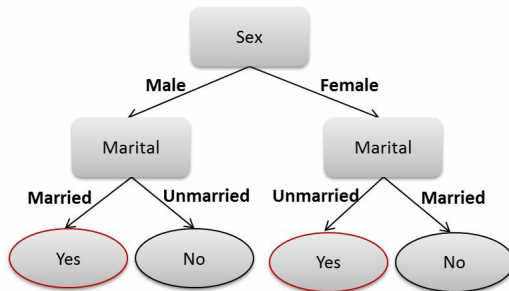 Sex
Male Female
Marital Marital
Married Unmarried Unmarried Married
Yes No Yes No